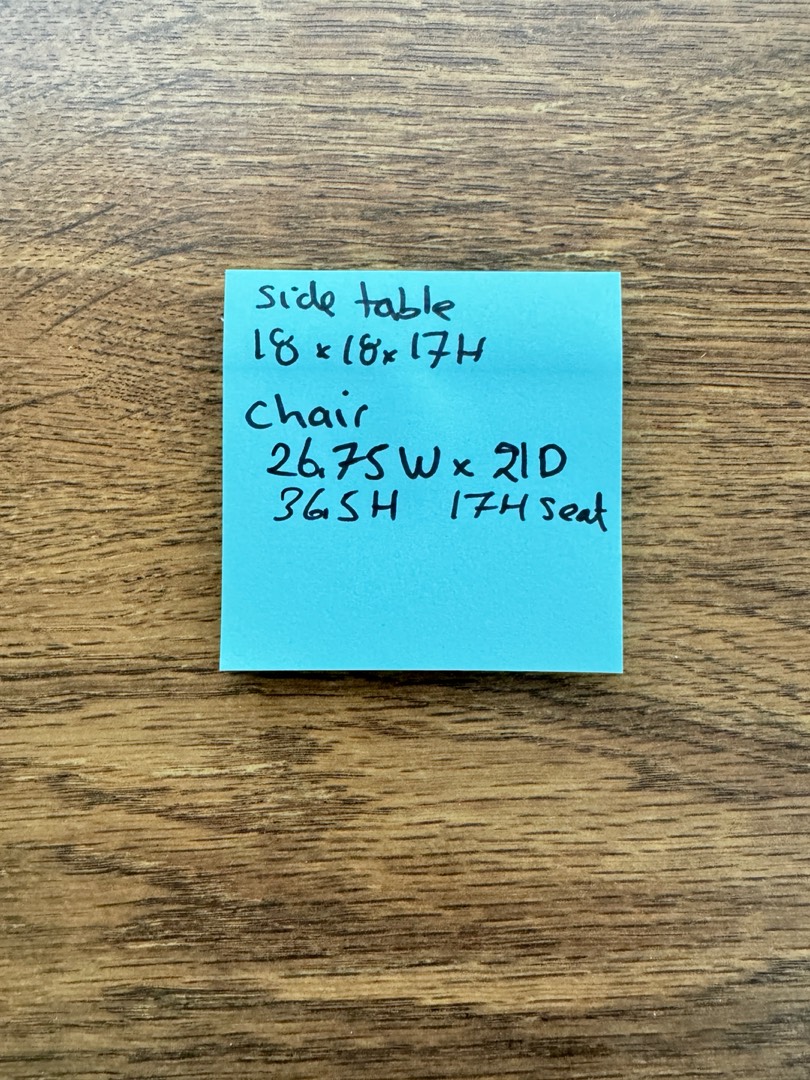 side table
18 x 18 x 17H
chair
26.75 W x 21D
36.5H 17H seat